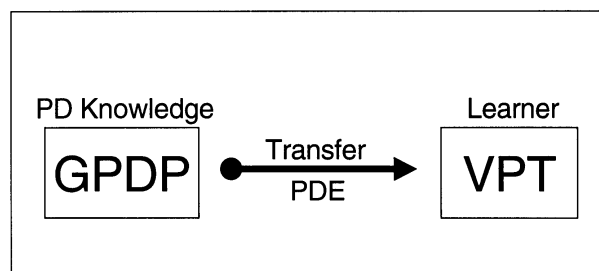 PD Knowledge
GPDP
Transfer
PDE
Learner
VPT